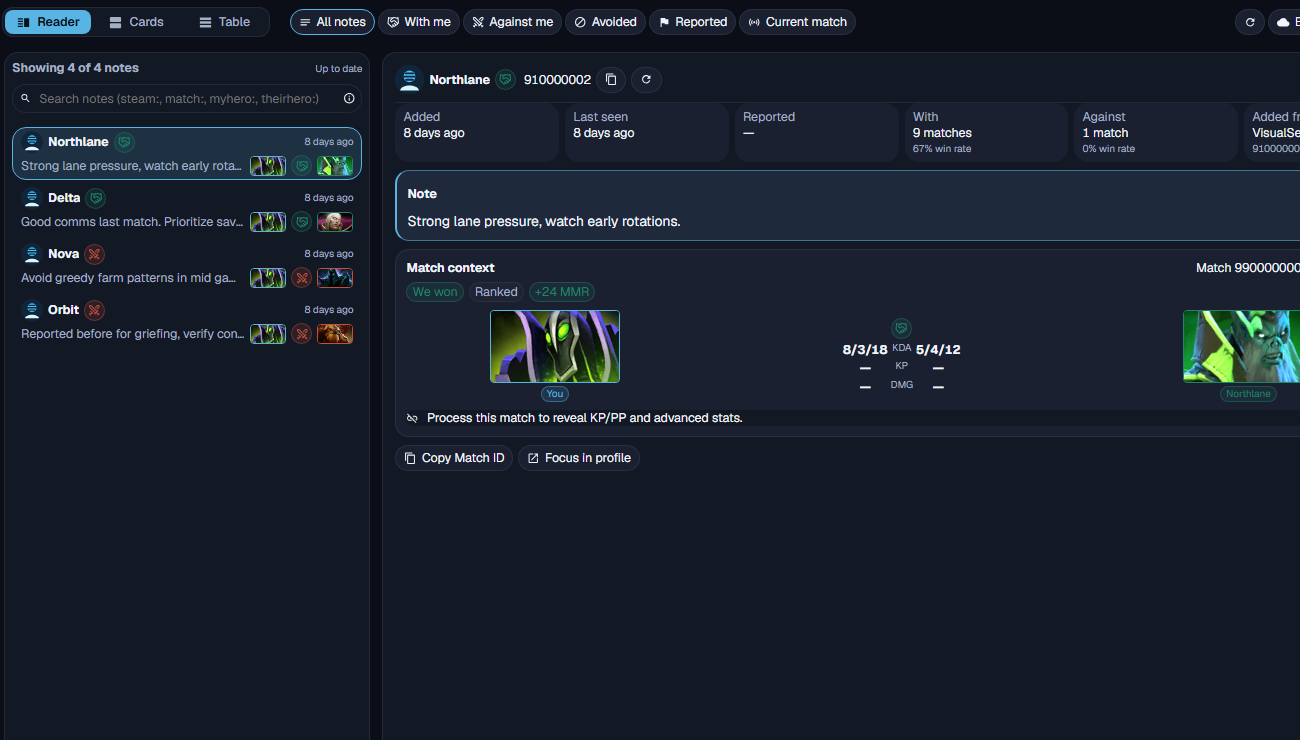 Reader Cards Table All notes With me Against me Avoided Reported Current match
Showing 4 of 4 notes Up to date
Search notes (steam:, match:, myhero:, theirhero:)
Northlane 8 days ago
Strong lane pressure, watch early rota...
Delta 8 days ago
Good comms last match. Prioritize sav...
Nova 8 days ago
Avoid greedy farm patterns in mid ga...
Orbit 8 days ago
Reported before for griefing, verify con...
Northlane 910000002
Added
8 days ago
Last seen
8 days ago
Reported
—
With
9 matches
67% win rate
Against
1 match
0% win rate
Added
VisualSe
91000000
Note
Strong lane pressure, watch early rotations.
Match context Match 990000000
We won Ranked +24 MMR
8/3/18 KDA 5/4/12
— KP —
— DMG —
You Northlane
Process this match to reveal KP/PP and advanced stats.
Copy Match ID Focus in profile